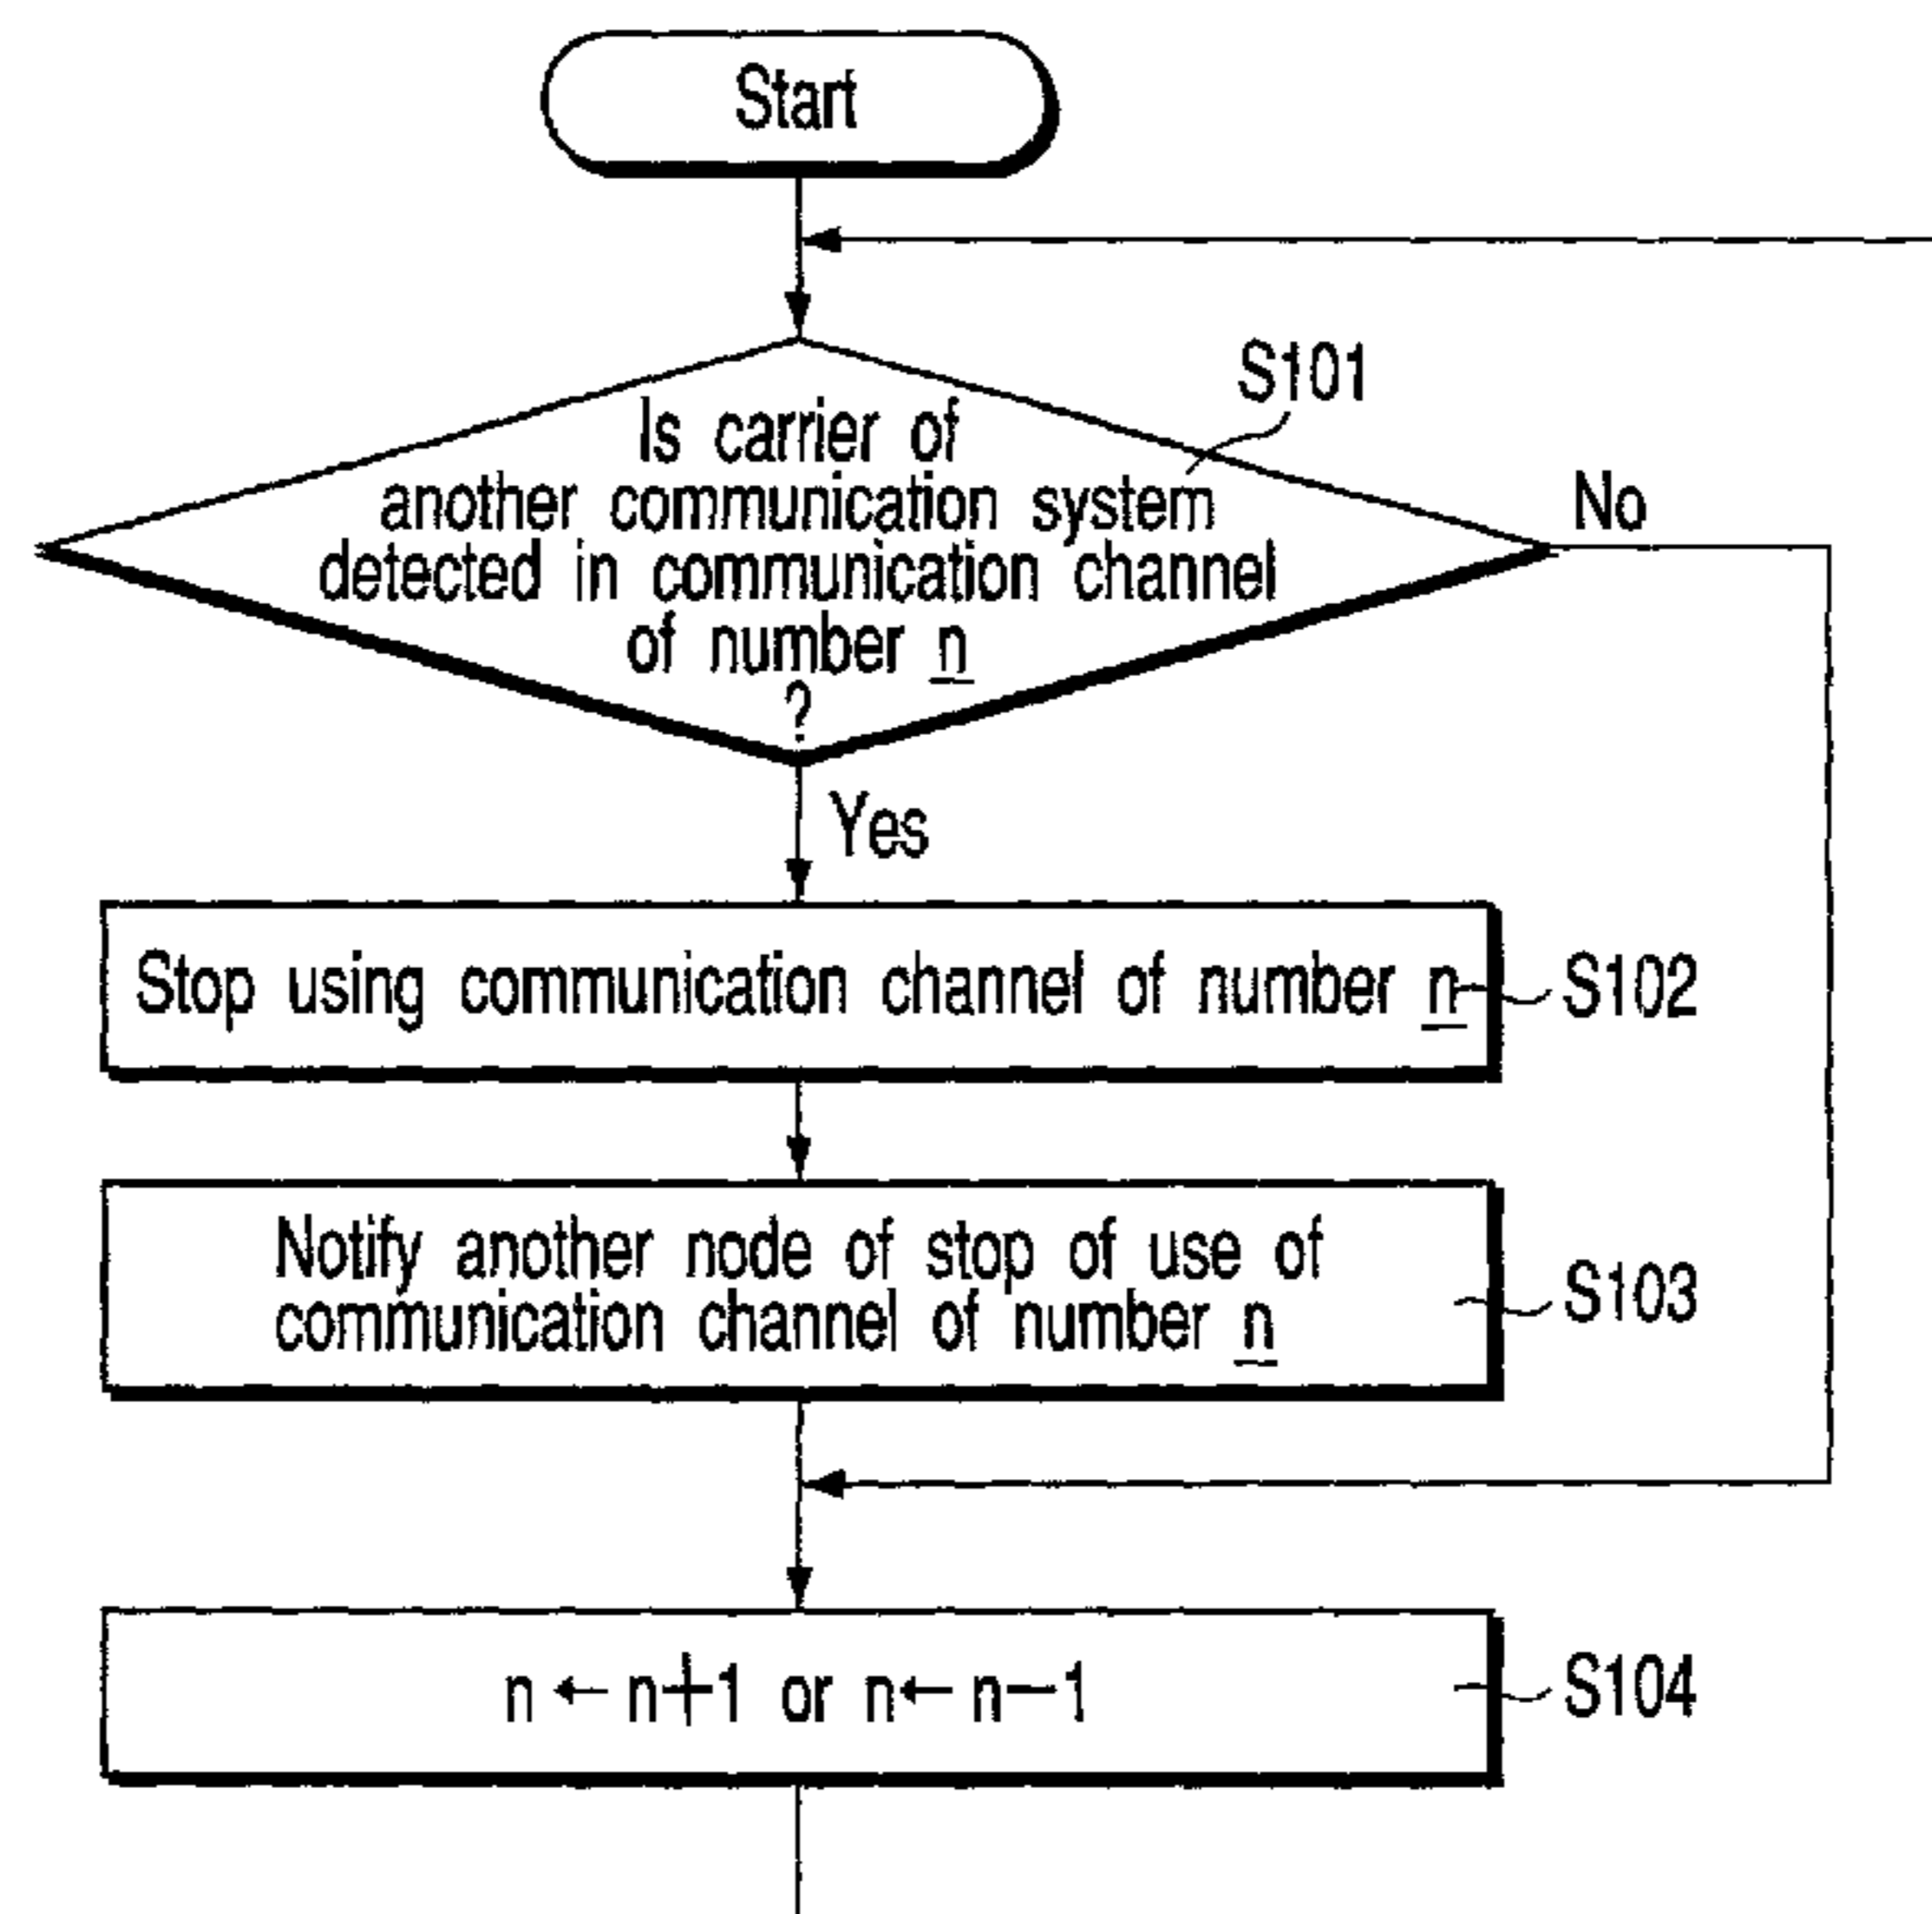 Start
S101
Is carrier of
another communication system
detected in communication channel
of number n
?
No
Yes
Stop using communication channel of number n
S102
Notify another node of stop of use of
communication channel of number n
S103
n ← n+1 or n← n−1
S104